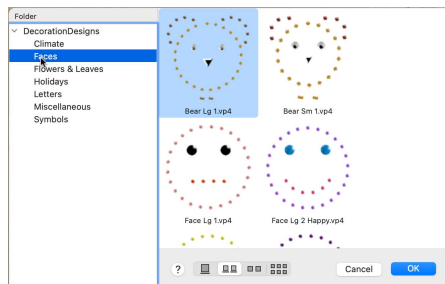 Folder
DecorationDesigns
Climate
Faces
Flowers & Leaves
Holidays
Letters
Miscellaneous
Symbols
Bear Lg 1.vp4
Bear Sm 1.vp4
Face Lg 1.vp4
Face Lg 2 Happy.vp4
?
Cancel
OK